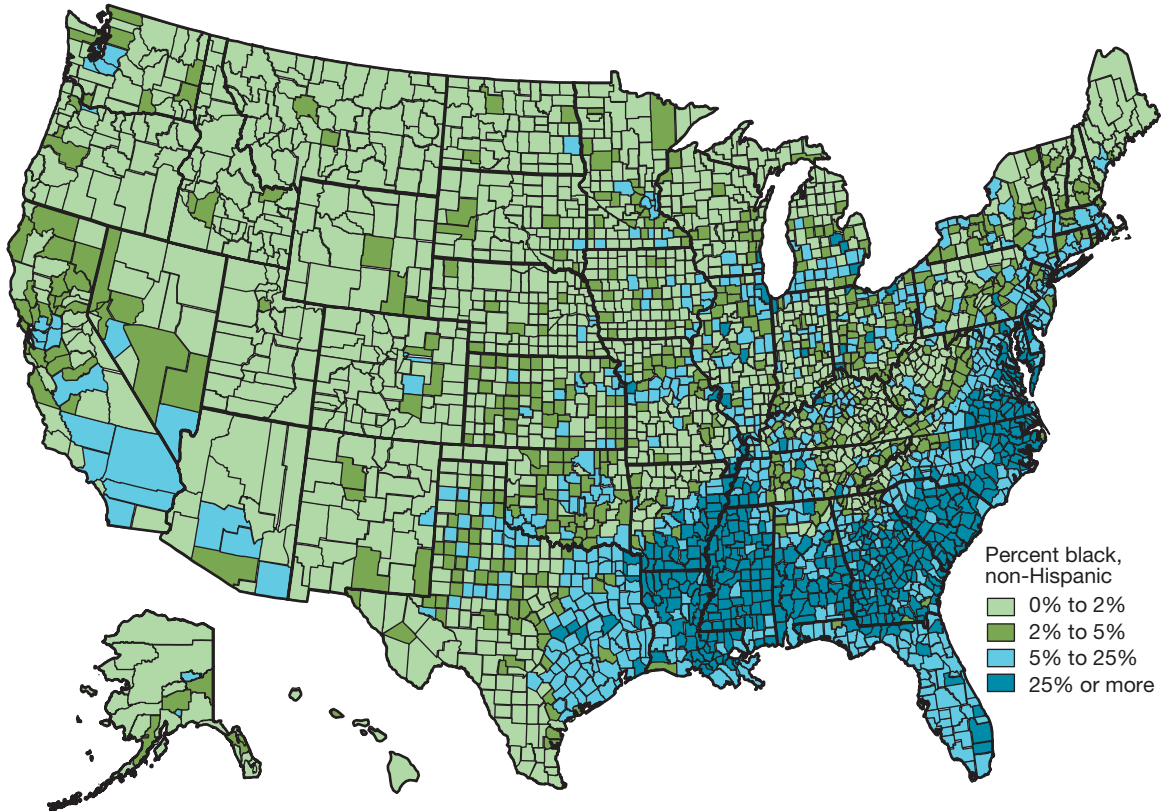 Percent black,
non-Hispanic
0% to 2%
2% to 5%
5% to 25%
25% or more